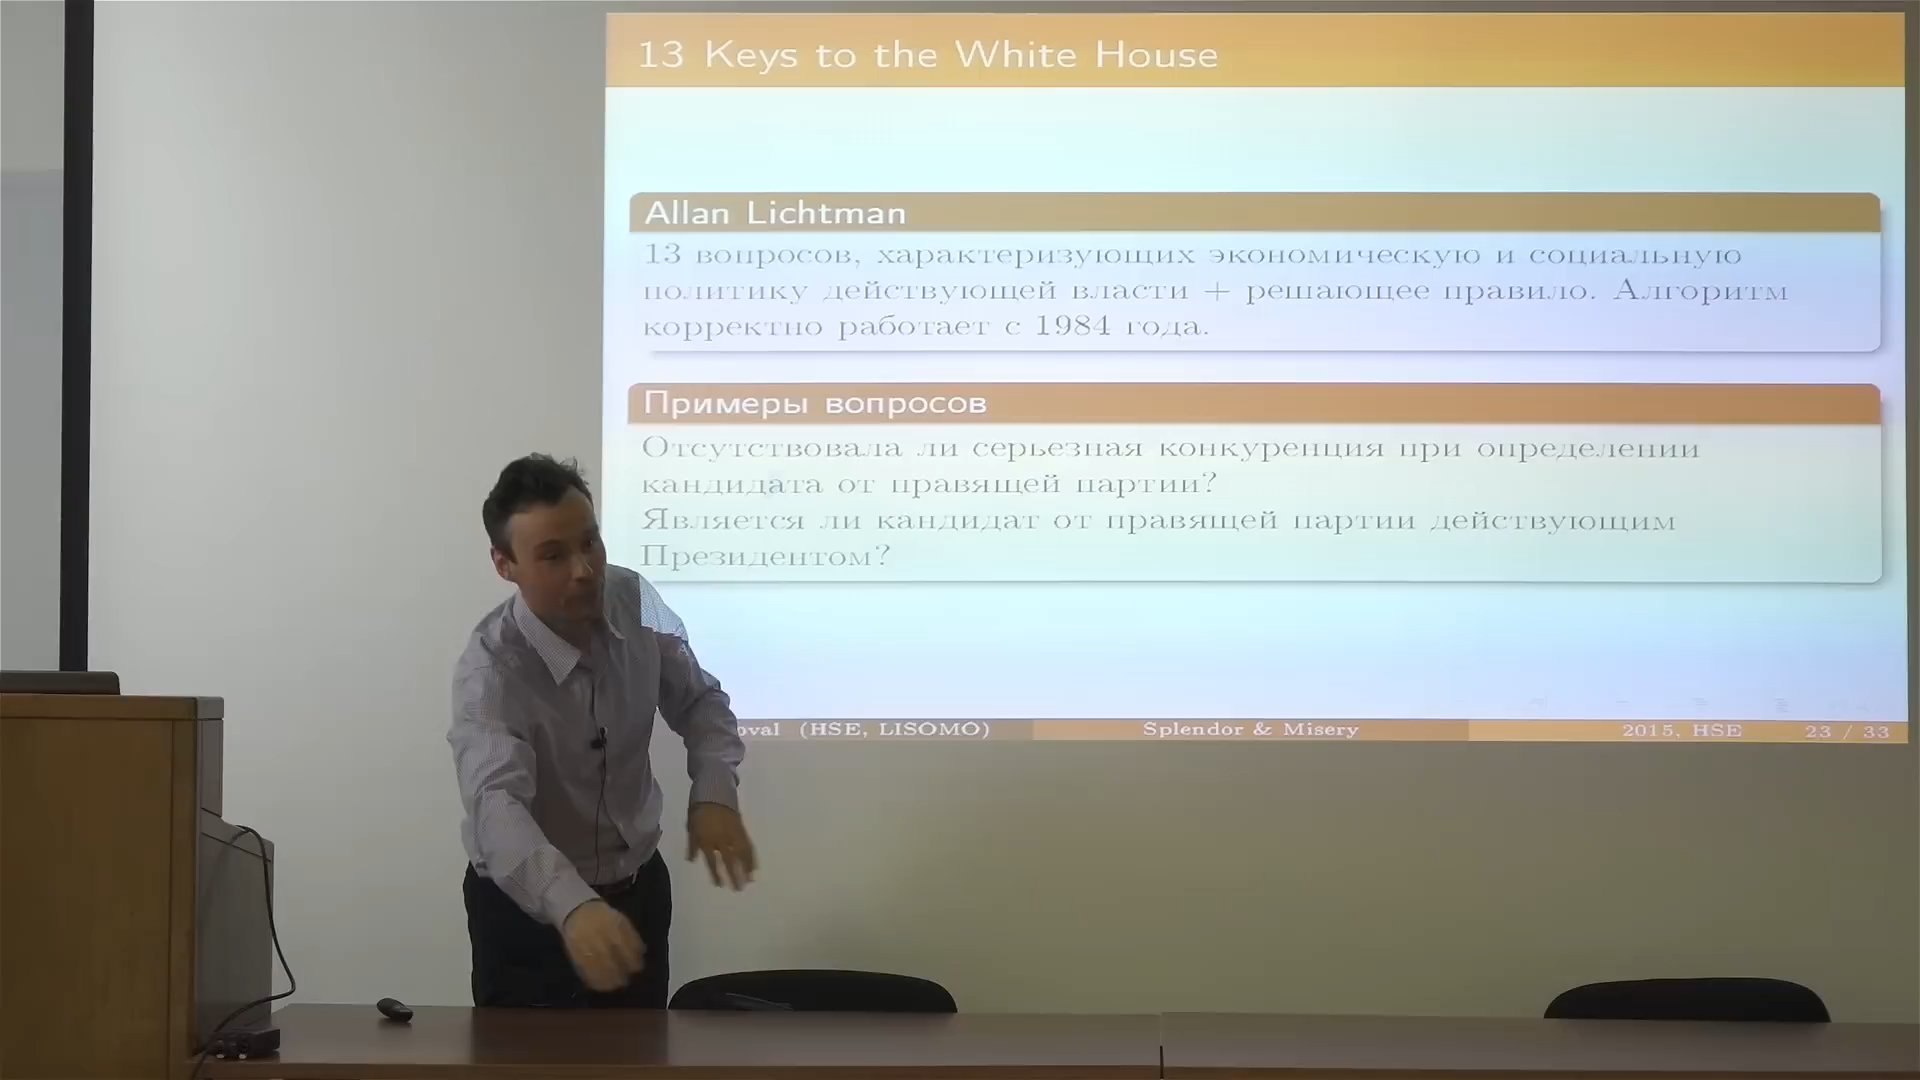 13 Keys to the White House
Allan Lichtman
13 вопросов, характеризующих экономическую и социальную
политику действующей власти + решающее правило. Алгоритм
корректно работает с 1984 года.
Примеры вопросов
Отсутствовала ли серьезная конкуренция при определении
кандидата от правящей партии?
Является ли кандидат от правящей партии действующим
Президентом?
(HSE, LISOMO) Splendor & Misery 2015, HSE 23 / 33